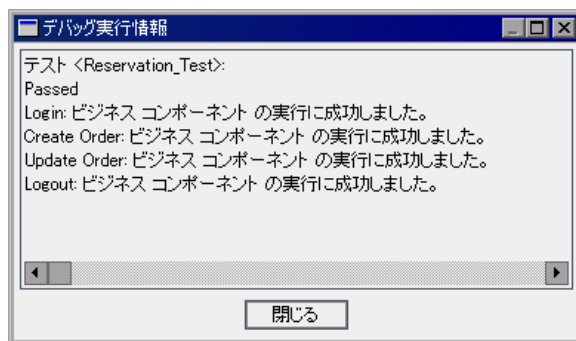 デバッグ実行情報
テスト <Reservation_Test>:
Passed
Login: ビジネス コンポーネント の実行に成功しました。
Create Order: ビジネス コンポーネント の実行に成功しました。
Update Order: ビジネス コンポーネント の実行に成功しました。
Logout: ビジネス コンポーネント の実行に成功しました。
閉じる